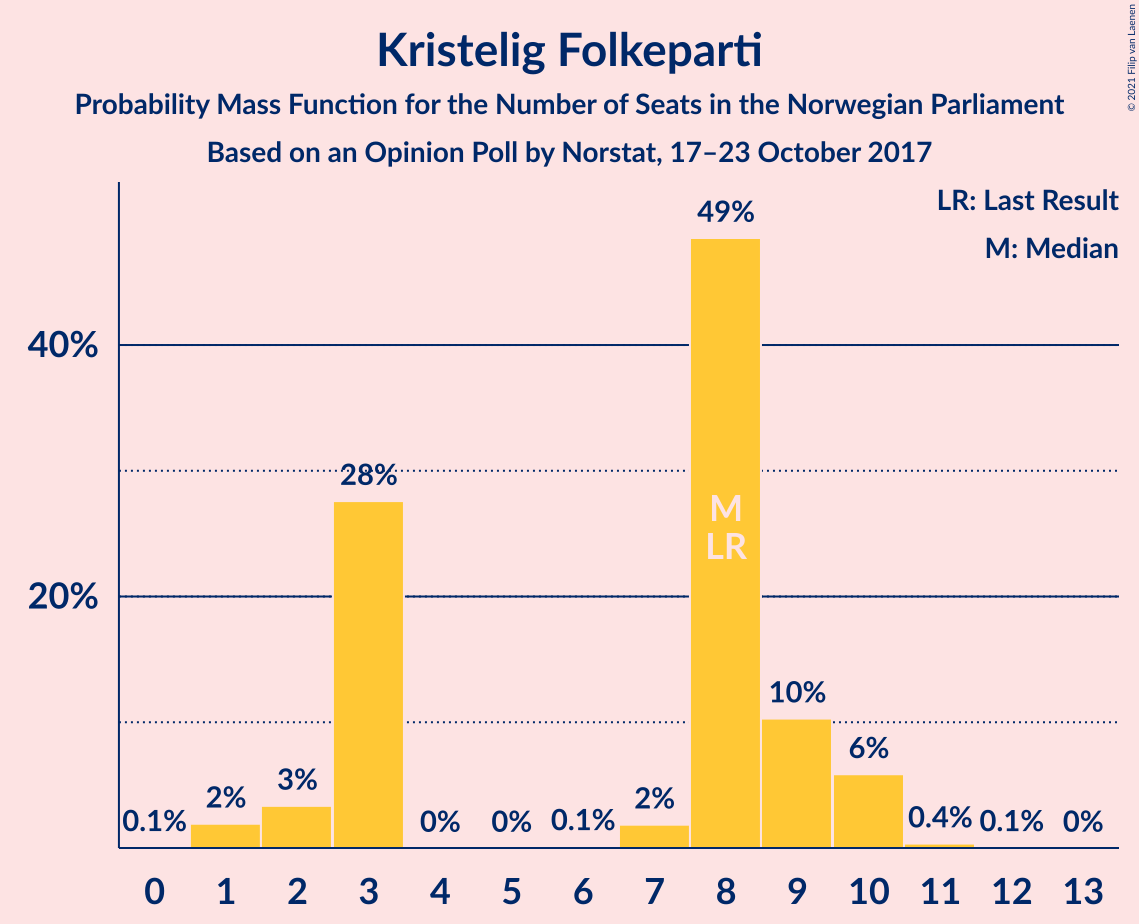 Kristelig Folkeparti
Probability Mass Function for the Number of Seats in the Norwegian Parliament
Based on an Opinion Poll by Norstat, 17–23 October 2017
© 2021 Filip van Laenen
LR: Last Result
M: Median
49%
40%
28%
M
LR
20%
10%
6%
3%
2%
2%
0.1%
0%
0%
0.1%
0.4%
0.1%
0%
0 1 2 3 4 5 6 7 8 9 10 11 12 13